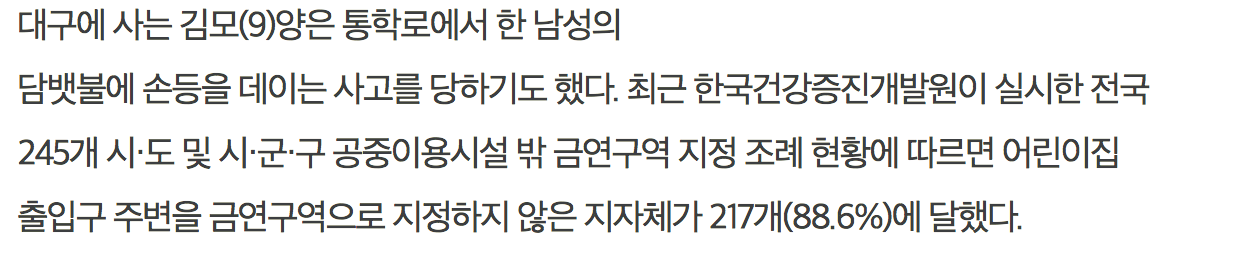 대구에 사는 김모(9)양은 통학로에서 한 남성의
담뱃불에 손등을 데이는 사고를 당하기도 했다. 최근 한국건강증진개발원이 실시한 전국
245개 시·도 및 시·군·구 공중이용시설 밖 금연구역 지정 조례 현황에 따르면 어린이집
출입구 주변을 금연구역으로 지정하지 않은 지자체가 217개(88.6%)에 달했다.